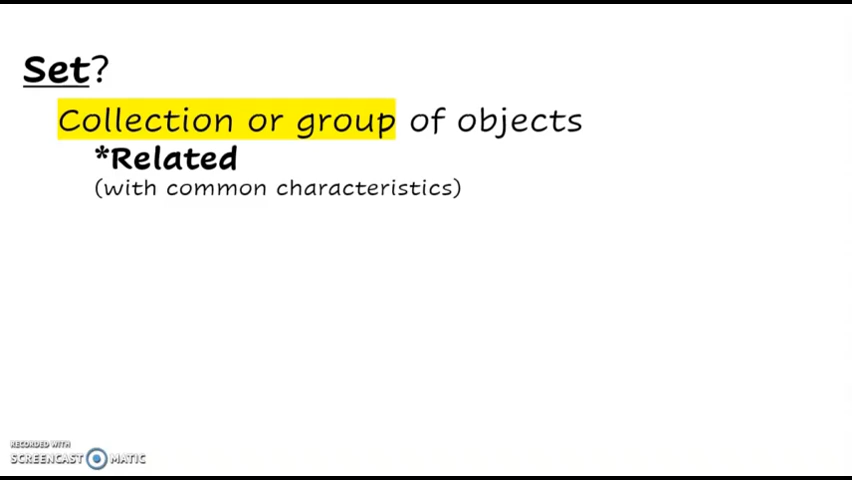 Set?
Collection or group of objects
*Related
(with common characteristics)
RECORDED WITH
SCREENCAST MATIC